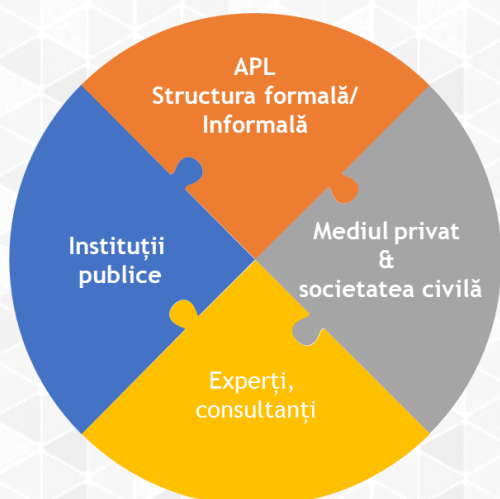 APL
Structura formală/
Informală
Instituții
publice
Mediul privat
&
societatea civilă
Experți,
consultanți